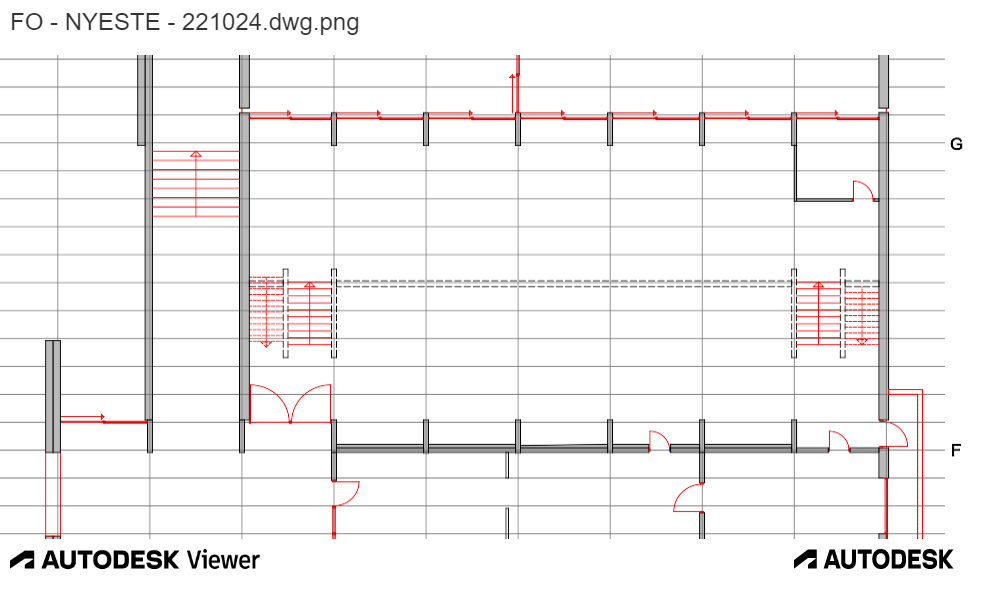 FO - NYESTE - 221024.dwg.png
G
F
AUTODESK Viewer
AUTODESK